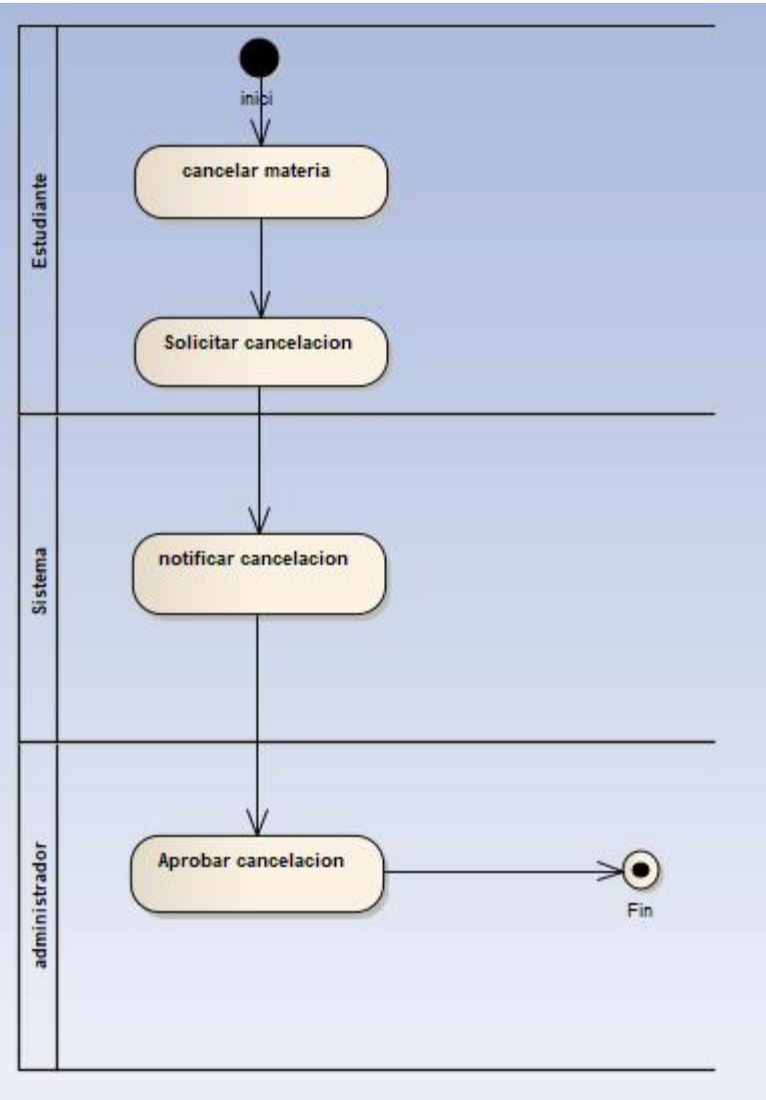 Estudiante
inici
cancelar materia
Solicitar cancelacion
Sistema
notificar cancelacion
administrador
Aprobar cancelacion
Fin